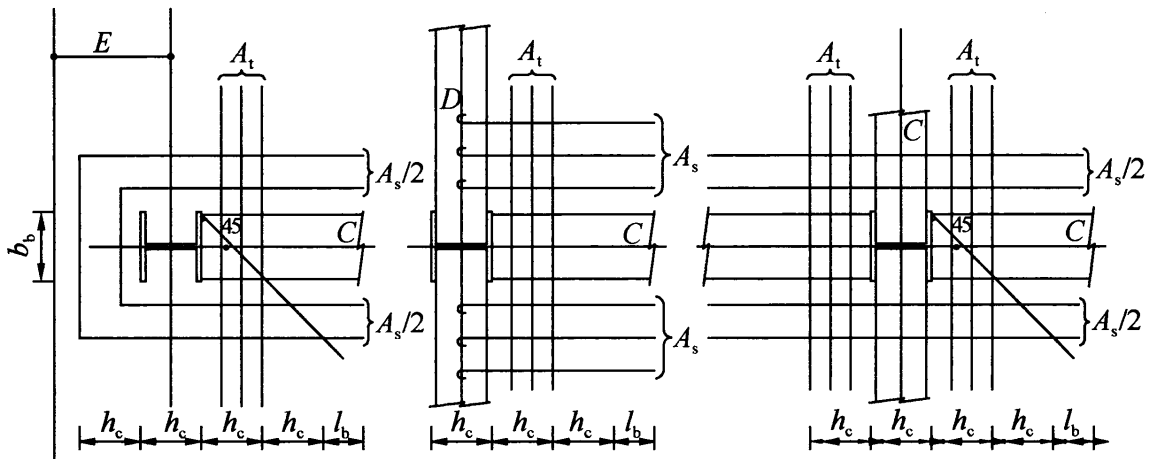 E
A_t
A_s/2
45
C
b_b
A_s/2
h_c h_c h_c h_c l_b
A_t
D
A_s
C
A_s
h_c h_c h_c l_b
A_t A_t
C
A_s/2
45
C
A_s/2
h_c h_c h_c h_c l_b